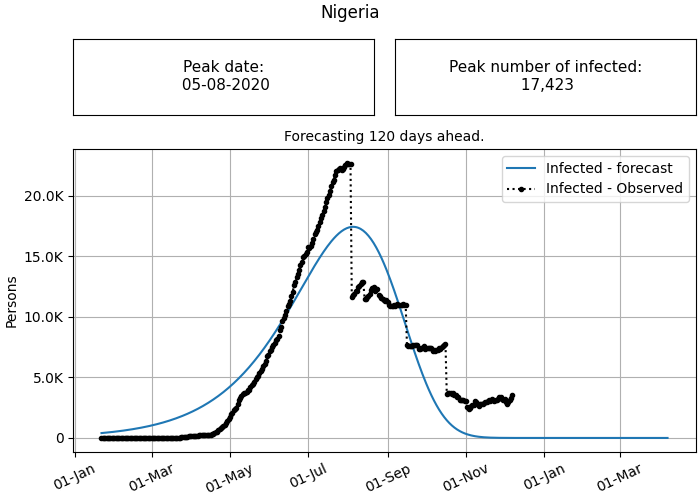 Nigeria
Peak date:
05-08-2020
Peak number of infected:
17,423
Forecasting 120 days ahead.
Infected - forecast
Infected - Observed
Persons
20.0K
15.0K
10.0K
5.0K
0
01-Jan
01-Mar
01-May
01-Jul
01-Sep
01-Nov
01-Jan
01-Mar